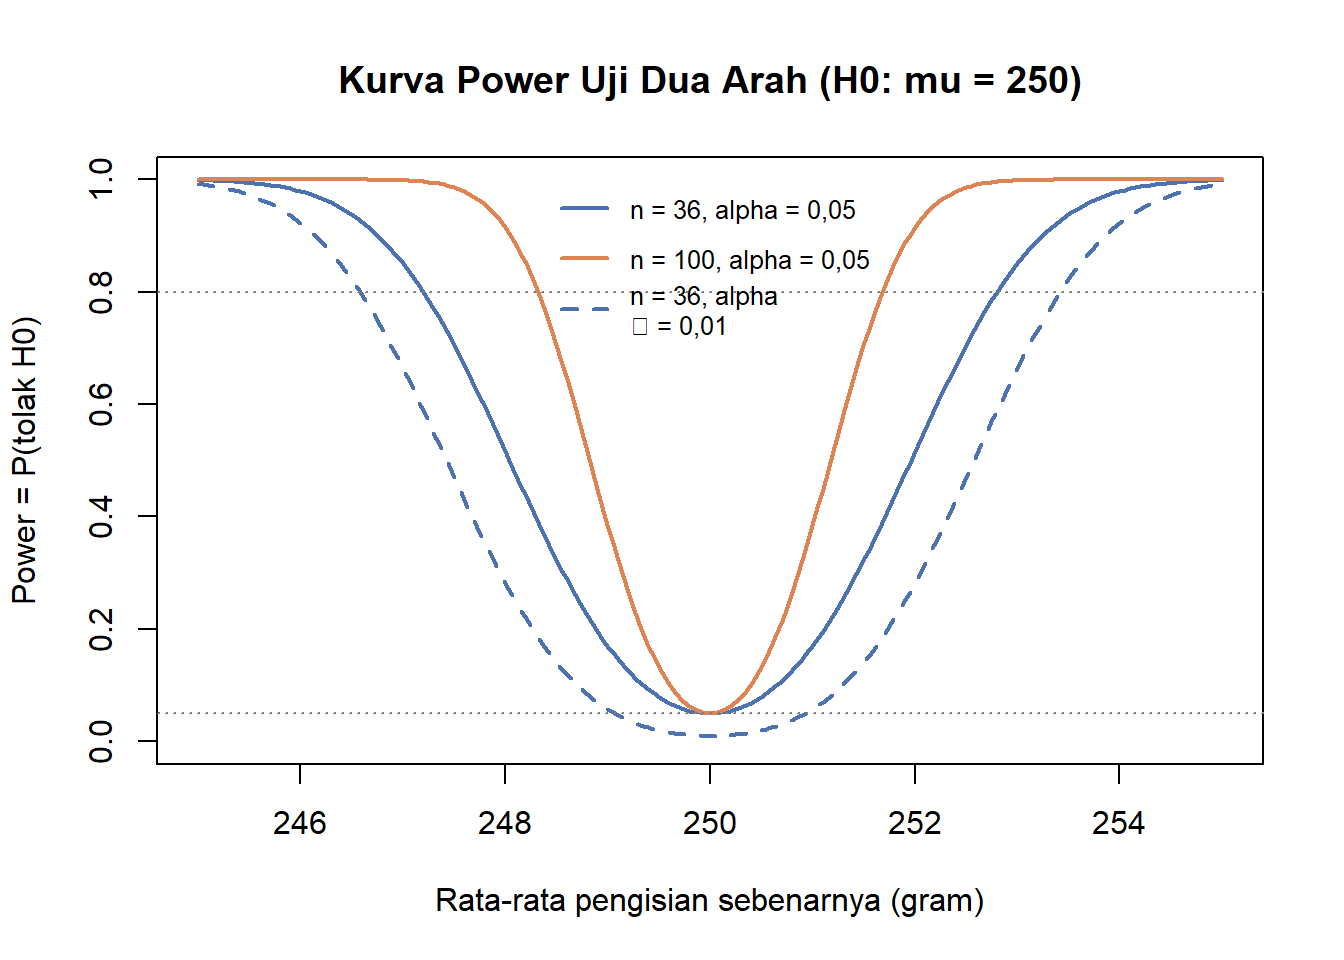 Kurva Power Uji Dua Arah (H0: mu = 250)
Power = P(tolak H0)
1.0
0.8
0.6
0.4
0.2
0.0
n = 36, alpha = 0,05
n = 100, alpha = 0,05
n = 36, alpha
□ = 0,01
246
248
250
252
254
Rata-rata pengisian sebenarnya (gram)